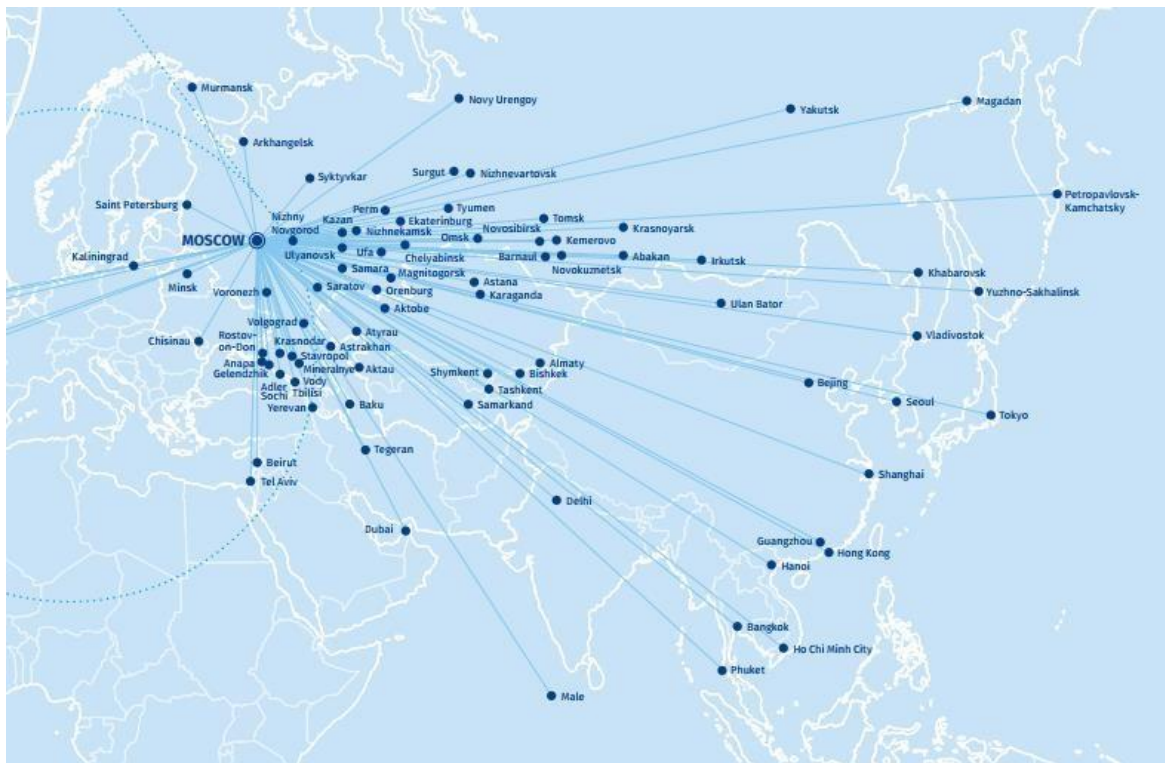 Murmansk
Novy Urengoy
Magadan
Yakutsk
Arkhangelsk
Syktyvkar
Surgut
Nizhnevartovsk
Petropavlovsk-
Kamchatsky
Saint Petersburg
Nizhny
Novgorod
Kazan
Perm
Tyumen
Ekaterinburg
Nizhnekamsk
Tomsk
Novosibirsk
Krasnoyarsk
Omsk
Kemerovo
MOSCOW
Ulyanovsk
Ufa
Chelyabinsk
Barnaul
Novokuzmetsk
Abakan
Irkutsk
Kaliningrad
Minsk
Samara
Magnitogorsk
Khabarovsk
Voronezh
Saratov
Orenburg
Astana
Karaganda
Yuzhno-Sakhalinsk
Ulan Bator
Aktobe
Volgograd
Atyrau
Vladivostok
Chisinau
Rostov-
on-Don
Krasnodar
Astrakhan
Stavropol
Anapa
Mineralnye
Vody
Aktau
Gelendzhik
Shymkent
Almaty
Bishkek
Adler
Sochi
Tbilisi
Tashkent
Bejing
Yerevan
Baku
Samarkand
Seoul
Tokyo
Tegeran
Beirut
Tel Aviv
Shanghai
Delhi
Dubai
Guangzhou
Hong Kong
Hanoi
Bangkok
Ho Chi Minh City
Phuket
Male